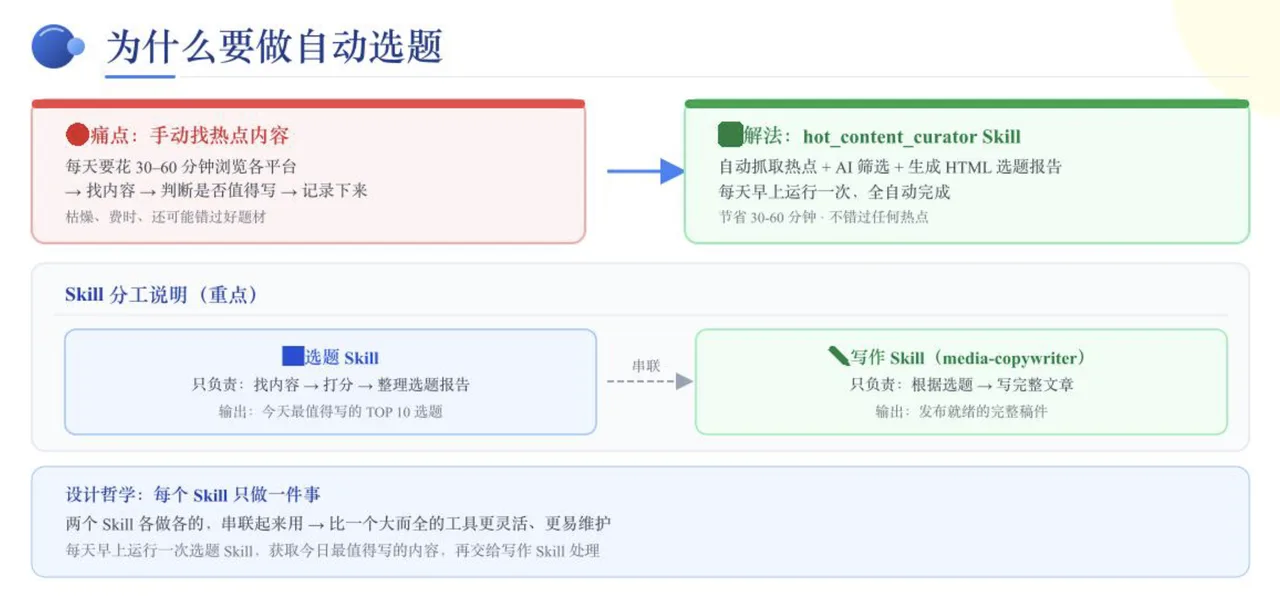 为什么要做自动选题
痛点：手动找热点内容
每天要花 30–60 分钟浏览各平台
→ 找内容 → 判断是否值得写 → 记录下来
枯燥、费时、还可能错过好题材
解法：hot_content_curator Skill
自动抓取热点 + AI 筛选 + 生成 HTML 选题报告
每天早上运行一次，全自动完成
节省 30-60 分钟 · 不错过任何热点
Skill 分工说明（重点）
选题 Skill
只负责：找内容 → 打分 → 整理选题报告
输出：今天最值得写的 TOP 10 选题
串联
写作 Skill（media-copywriter）
只负责：根据选题 → 写完整文章
输出：发布就绪的完整稿件
设计哲学：每个 Skill 只做一件事
两个 Skill 各做各的，串联起来用 → 比一个大而全的工具更灵活、更易维护
每天早上运行一次选题 Skill，获取今日最值得写的内容，再交给写作 Skill 处理